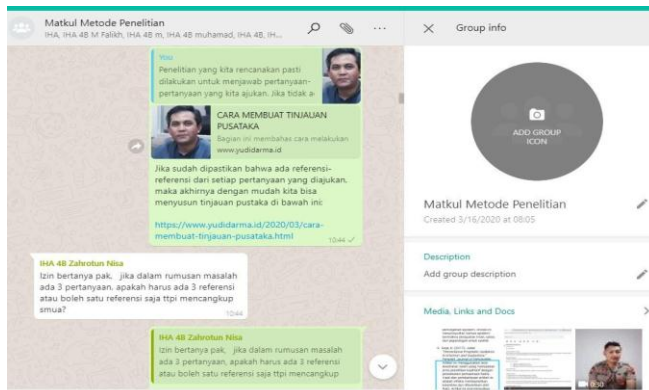 Matkul Metode Penelitian
IHA, IHA 4B M Falikh, IHA 4B m, IHA 4B muhamad, IHA 4B, IH...
You
Penelitian yang kita rencanakan pasti
dilakukan untuk menjawab pertanyaan-
pertanyaan yang kita ajukan. Jika tidak a
CARA MEMBUAT TINJAUAN
PUSATAKA
Bagian ini membahas cara melakukan
www.yudidarma.id
Jika sudah dipastikan bahwa ada referensi-
referensi dari setiap pertanyaan yang diajukan,
maka akhirnya dengan mudah kita bisa
menyusun tinjauan pustaka di bawah ini:
https://www.yudidarma.id/2020/03/cara-
membuat-tinjauan-pusataka.html
12:44
IHA 4B Zahrotun Nisa
Izin bertanya pak, jika dalam rumusan masalah
ada 3 pertanyaan, apakah harus ada 3 referensi
atau boleh satu referensi saja ttpi mencangkup
smua?
12:44
IHA 4B Zahrotun Nisa
Izin bertanya pak, jika dalam rumusan masalah
ada 3 pertanyaan, apakah harus ada 3 referensi
atau boleh satu referensi saja ttpi mencangkup
Group info
ADD GROUP
ICON
Matkul Metode Penelitian
Created 3/16/2020 at 08:05
Description
Add group description
Media, Links and Docs